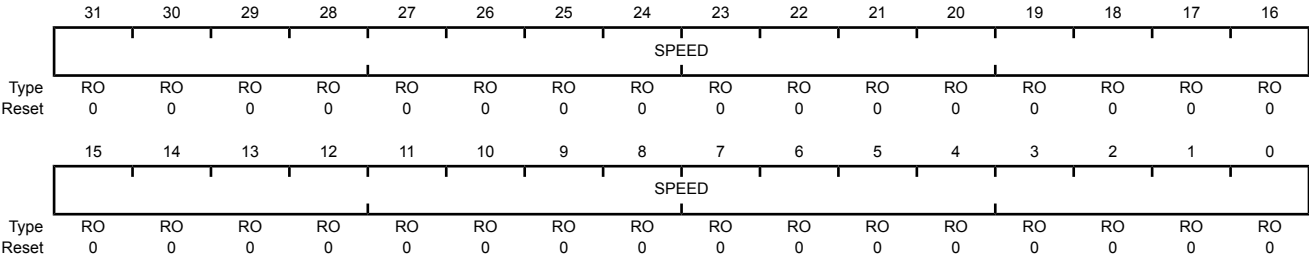 31 30 29 28 27 26 25 24 23 22 21 20 19 18 17 16
SPEED
Type RO RO RO RO RO RO RO RO RO RO RO RO RO RO RO RO
Reset 0 0 0 0 0 0 0 0 0 0 0 0 0 0 0 0
15 14 13 12 11 10 9 8 7 6 5 4 3 2 1 0
SPEED
Type RO RO RO RO RO RO RO RO RO RO RO RO RO RO RO RO
Reset 0 0 0 0 0 0 0 0 0 0 0 0 0 0 0 0